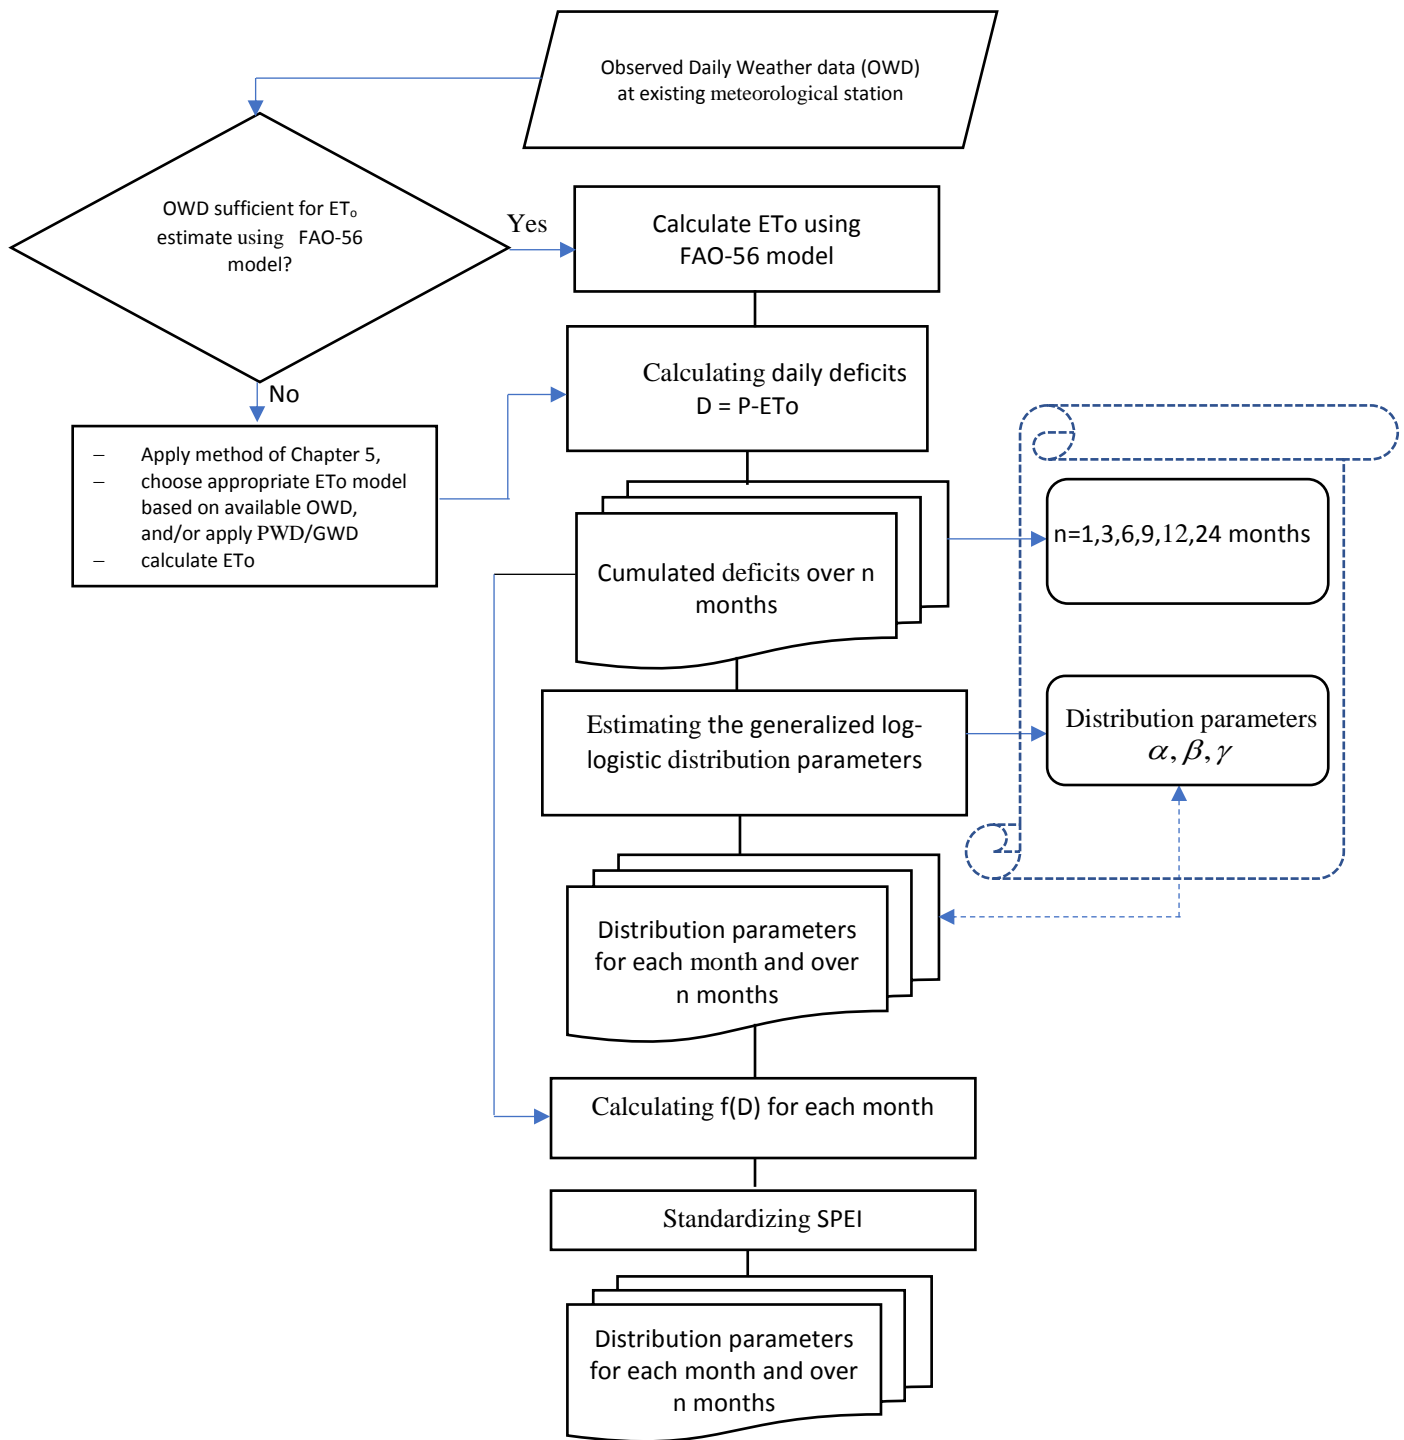 Observed Daily Weather data (OWD)
at existing meteorological station
OWD sufficient for ETₒ
estimate using FAO-56
model?
Yes
Calculate ETo using
FAO-56 model
No
Calculating daily deficits
D = P-ETo
– Apply method of Chapter 5,
– choose appropriate ETo model
based on available OWD,
and/or apply PWD/GWD
– calculate ETo
n=1,3,6,9,12,24 months
Cumulated deficits over n
months
Estimating the generalized log-
logistic distribution parameters
Distribution parameters
α, β, γ
Distribution parameters
for each month and over
n months
Calculating f(D) for each month
Standardizing SPEI
Distribution parameters
for each month and over
n months